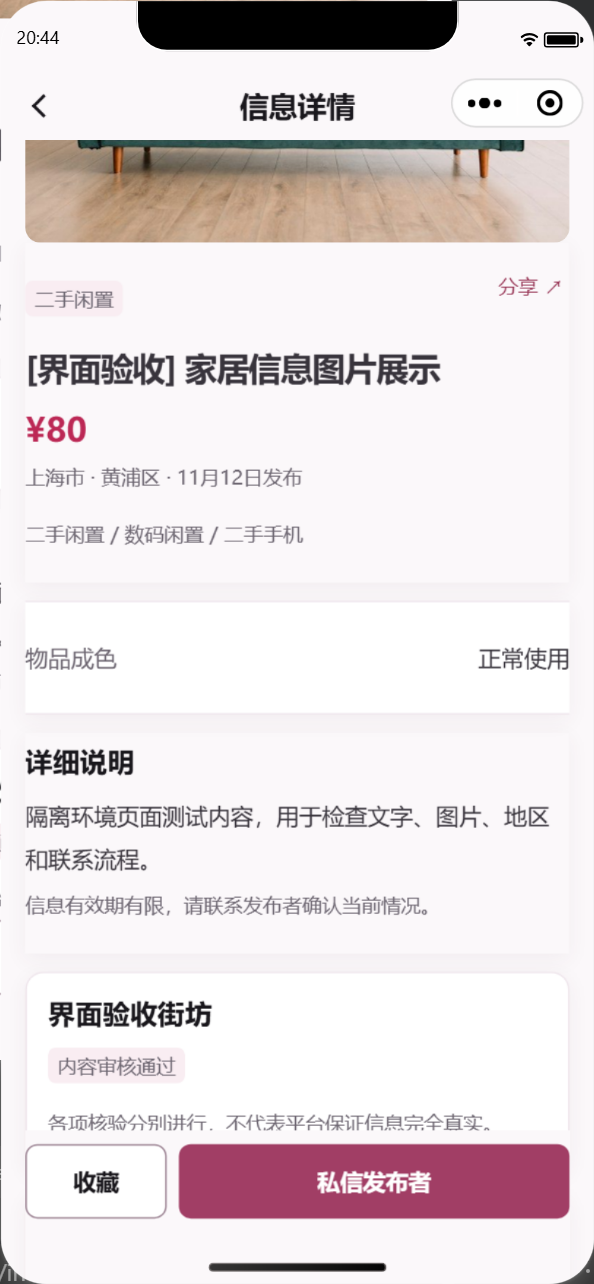 20:44
信息详情
二手闲置
分享 ↗
[界面验收] 家居信息图片展示
¥80
上海市 · 黄浦区 · 11月12日发布
二手闲置 / 数码闲置 / 二手手机
物品成色
正常使用
详细说明
隔离环境页面测试内容，用于检查文字、图片、地区
和联系流程。
信息有效期有限，请联系发布者确认当前情况。
界面验收街坊
内容审核通过
各项核验分别进行，不代表平台保证信息完全真实。
收藏
私信发布者